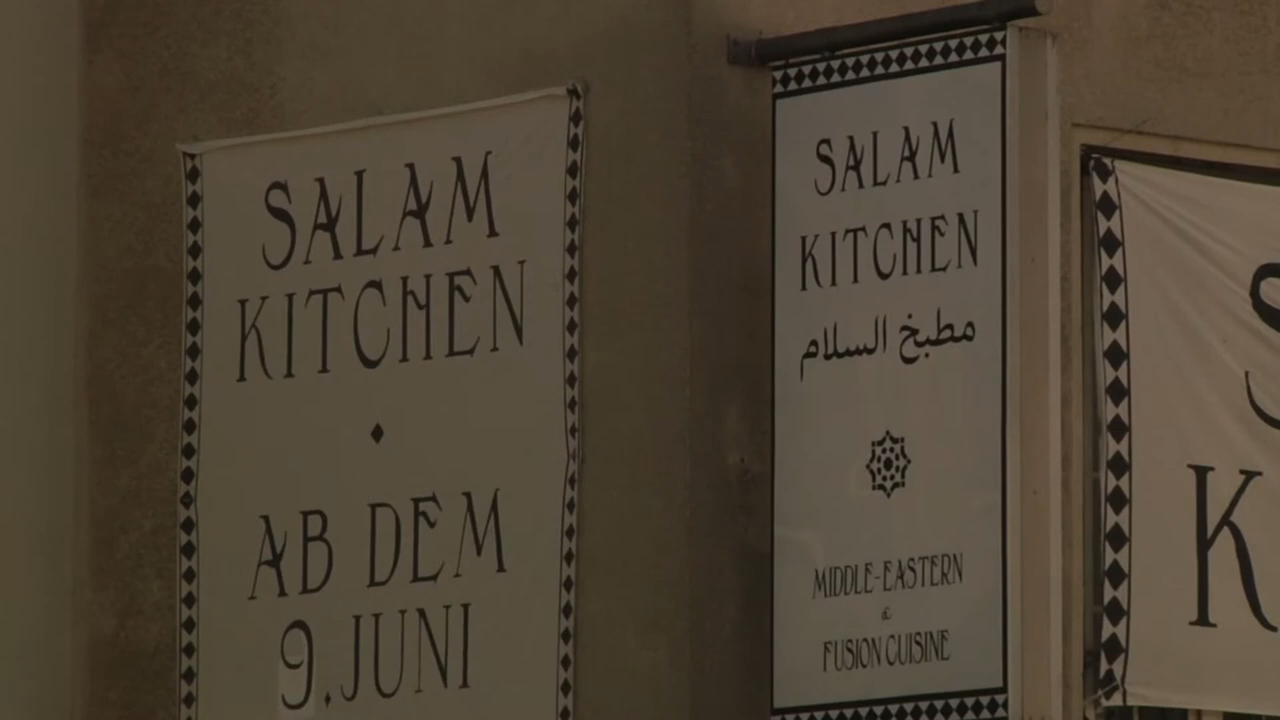 SALAM
KITCHEN
AB DEM
9. JUNI
SALAM
KITCHEN
مطبخ السلام
MIDDLE-EASTERN
&
FUSION CUISINE
S
K